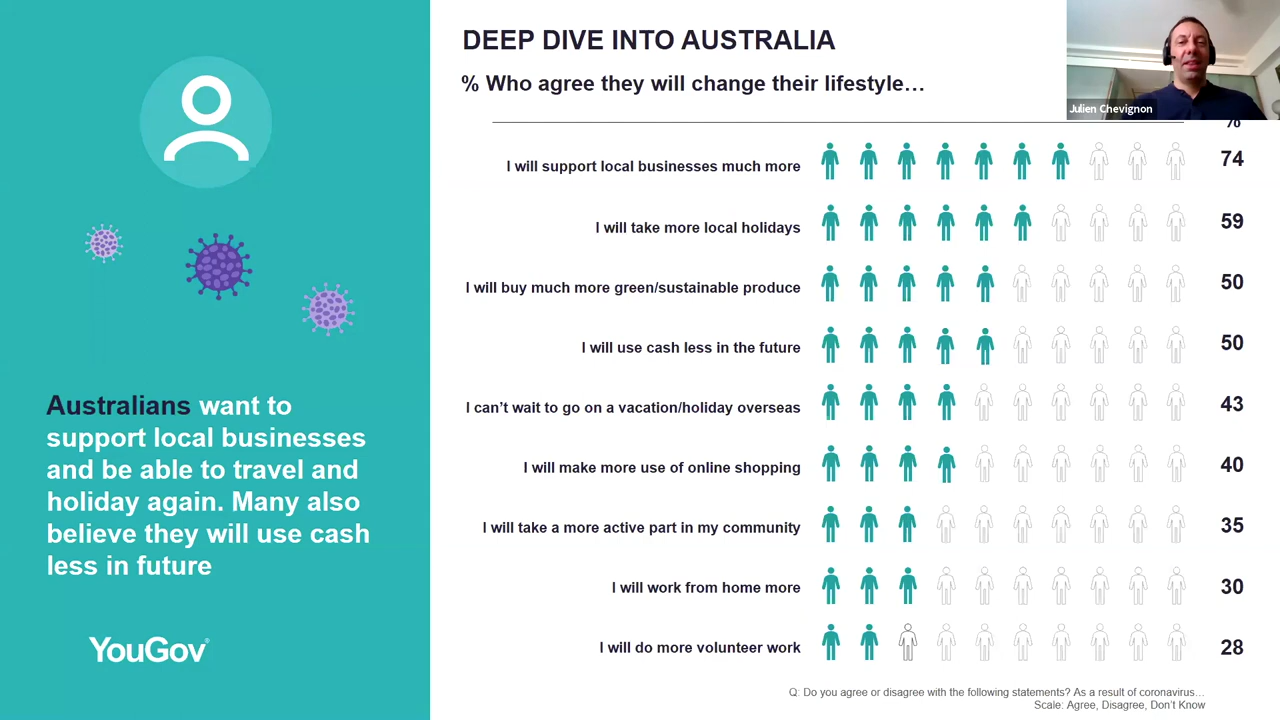 DEEP DIVE INTO AUSTRALIA
% Who agree they will change their lifestyle…
Julien Chevignon
%
I will support local businesses much more 74
I will take more local holidays 59
I will buy much more green/sustainable produce 50
I will use cash less in the future 50
I can't wait to go on a vacation/holiday overseas 43
I will make more use of online shopping 40
I will take a more active part in my community 35
I will work from home more 30
I will do more volunteer work 28
Australians want to
support local businesses
and be able to travel and
holiday again. Many also
believe they will use cash
less in future
YouGov®
Q: Do you agree or disagree with the following statements? As a result of coronavirus…
Scale: Agree, Disagree, Don't Know